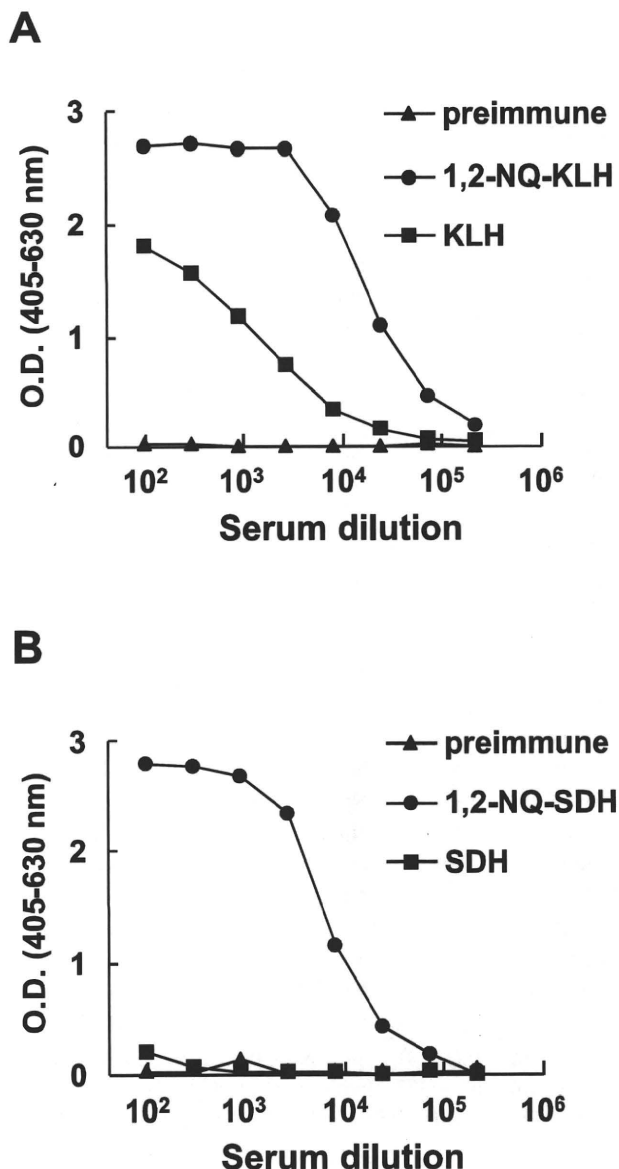 A
3
2
1
0
O.D. (405-630 nm)
preimmune
1,2-NQ-KLH
KLH
10² 10³ 10⁴ 10⁵ 10⁶
Serum dilution
B
3
2
1
0
O.D. (405-630 nm)
preimmune
1,2-NQ-SDH
SDH
10² 10³ 10⁴ 10⁵ 10⁶
Serum dilution